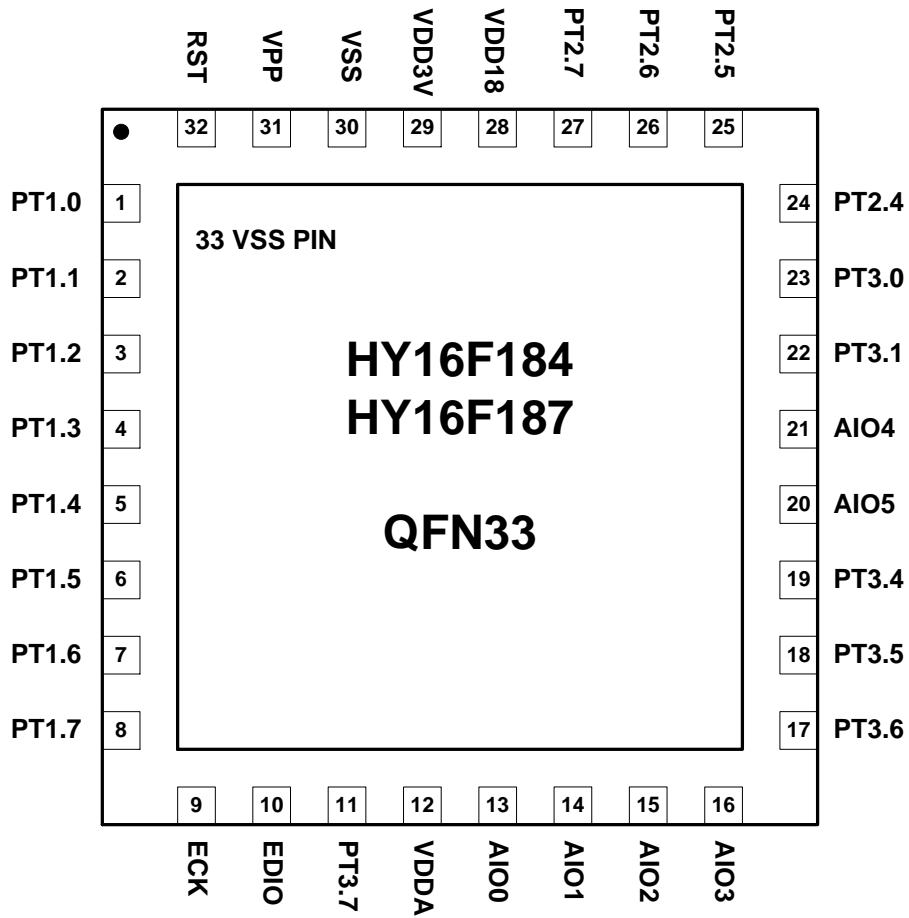 RST VPP VSS VDD3V VDD18 PT2.7 PT2.6 PT2.5
32 31 30 29 28 27 26 25
PT1.0 1 24 PT2.4
33 VSS PIN
PT1.1 2 23 PT3.0
PT1.2 3 22 PT3.1
HY16F184
HY16F187
PT1.3 4 21 AIO4
PT1.4 5 20 AIO5
QFN33
PT1.5 6 19 PT3.4
PT1.6 7 18 PT3.5
PT1.7 8 17 PT3.6
9 10 11 12 13 14 15 16
ECK EDIO PT3.7 VDDA AIO0 AIO1 AIO2 AIO3